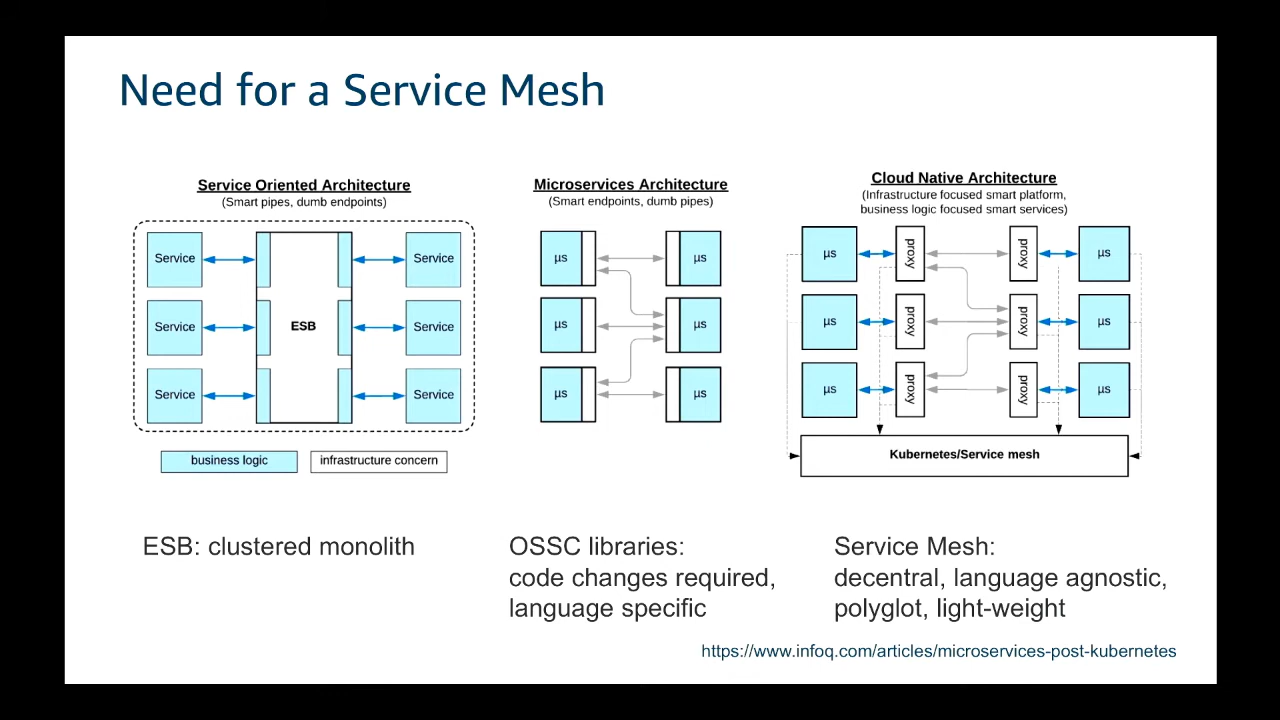 Need for a Service Mesh
Service Oriented Architecture
(Smart pipes, dumb endpoints)
Service
Service
Service
ESB
Service
Service
Service
business logic
infrastructure concern
ESB: clustered monolith
Microservices Architecture
(Smart endpoints, dumb pipes)
µs
µs
µs
µs
µs
µs
OSSC libraries:
code changes required,
language specific
Cloud Native Architecture
(Infrastructure focused smart platform,
business logic focused smart services)
µs
proxy
proxy
µs
µs
proxy
proxy
µs
µs
proxy
proxy
µs
Kubernetes/Service mesh
Service Mesh:
decentral, language agnostic,
polyglot, light-weight
https://www.infoq.com/articles/microservices-post-kubernetes